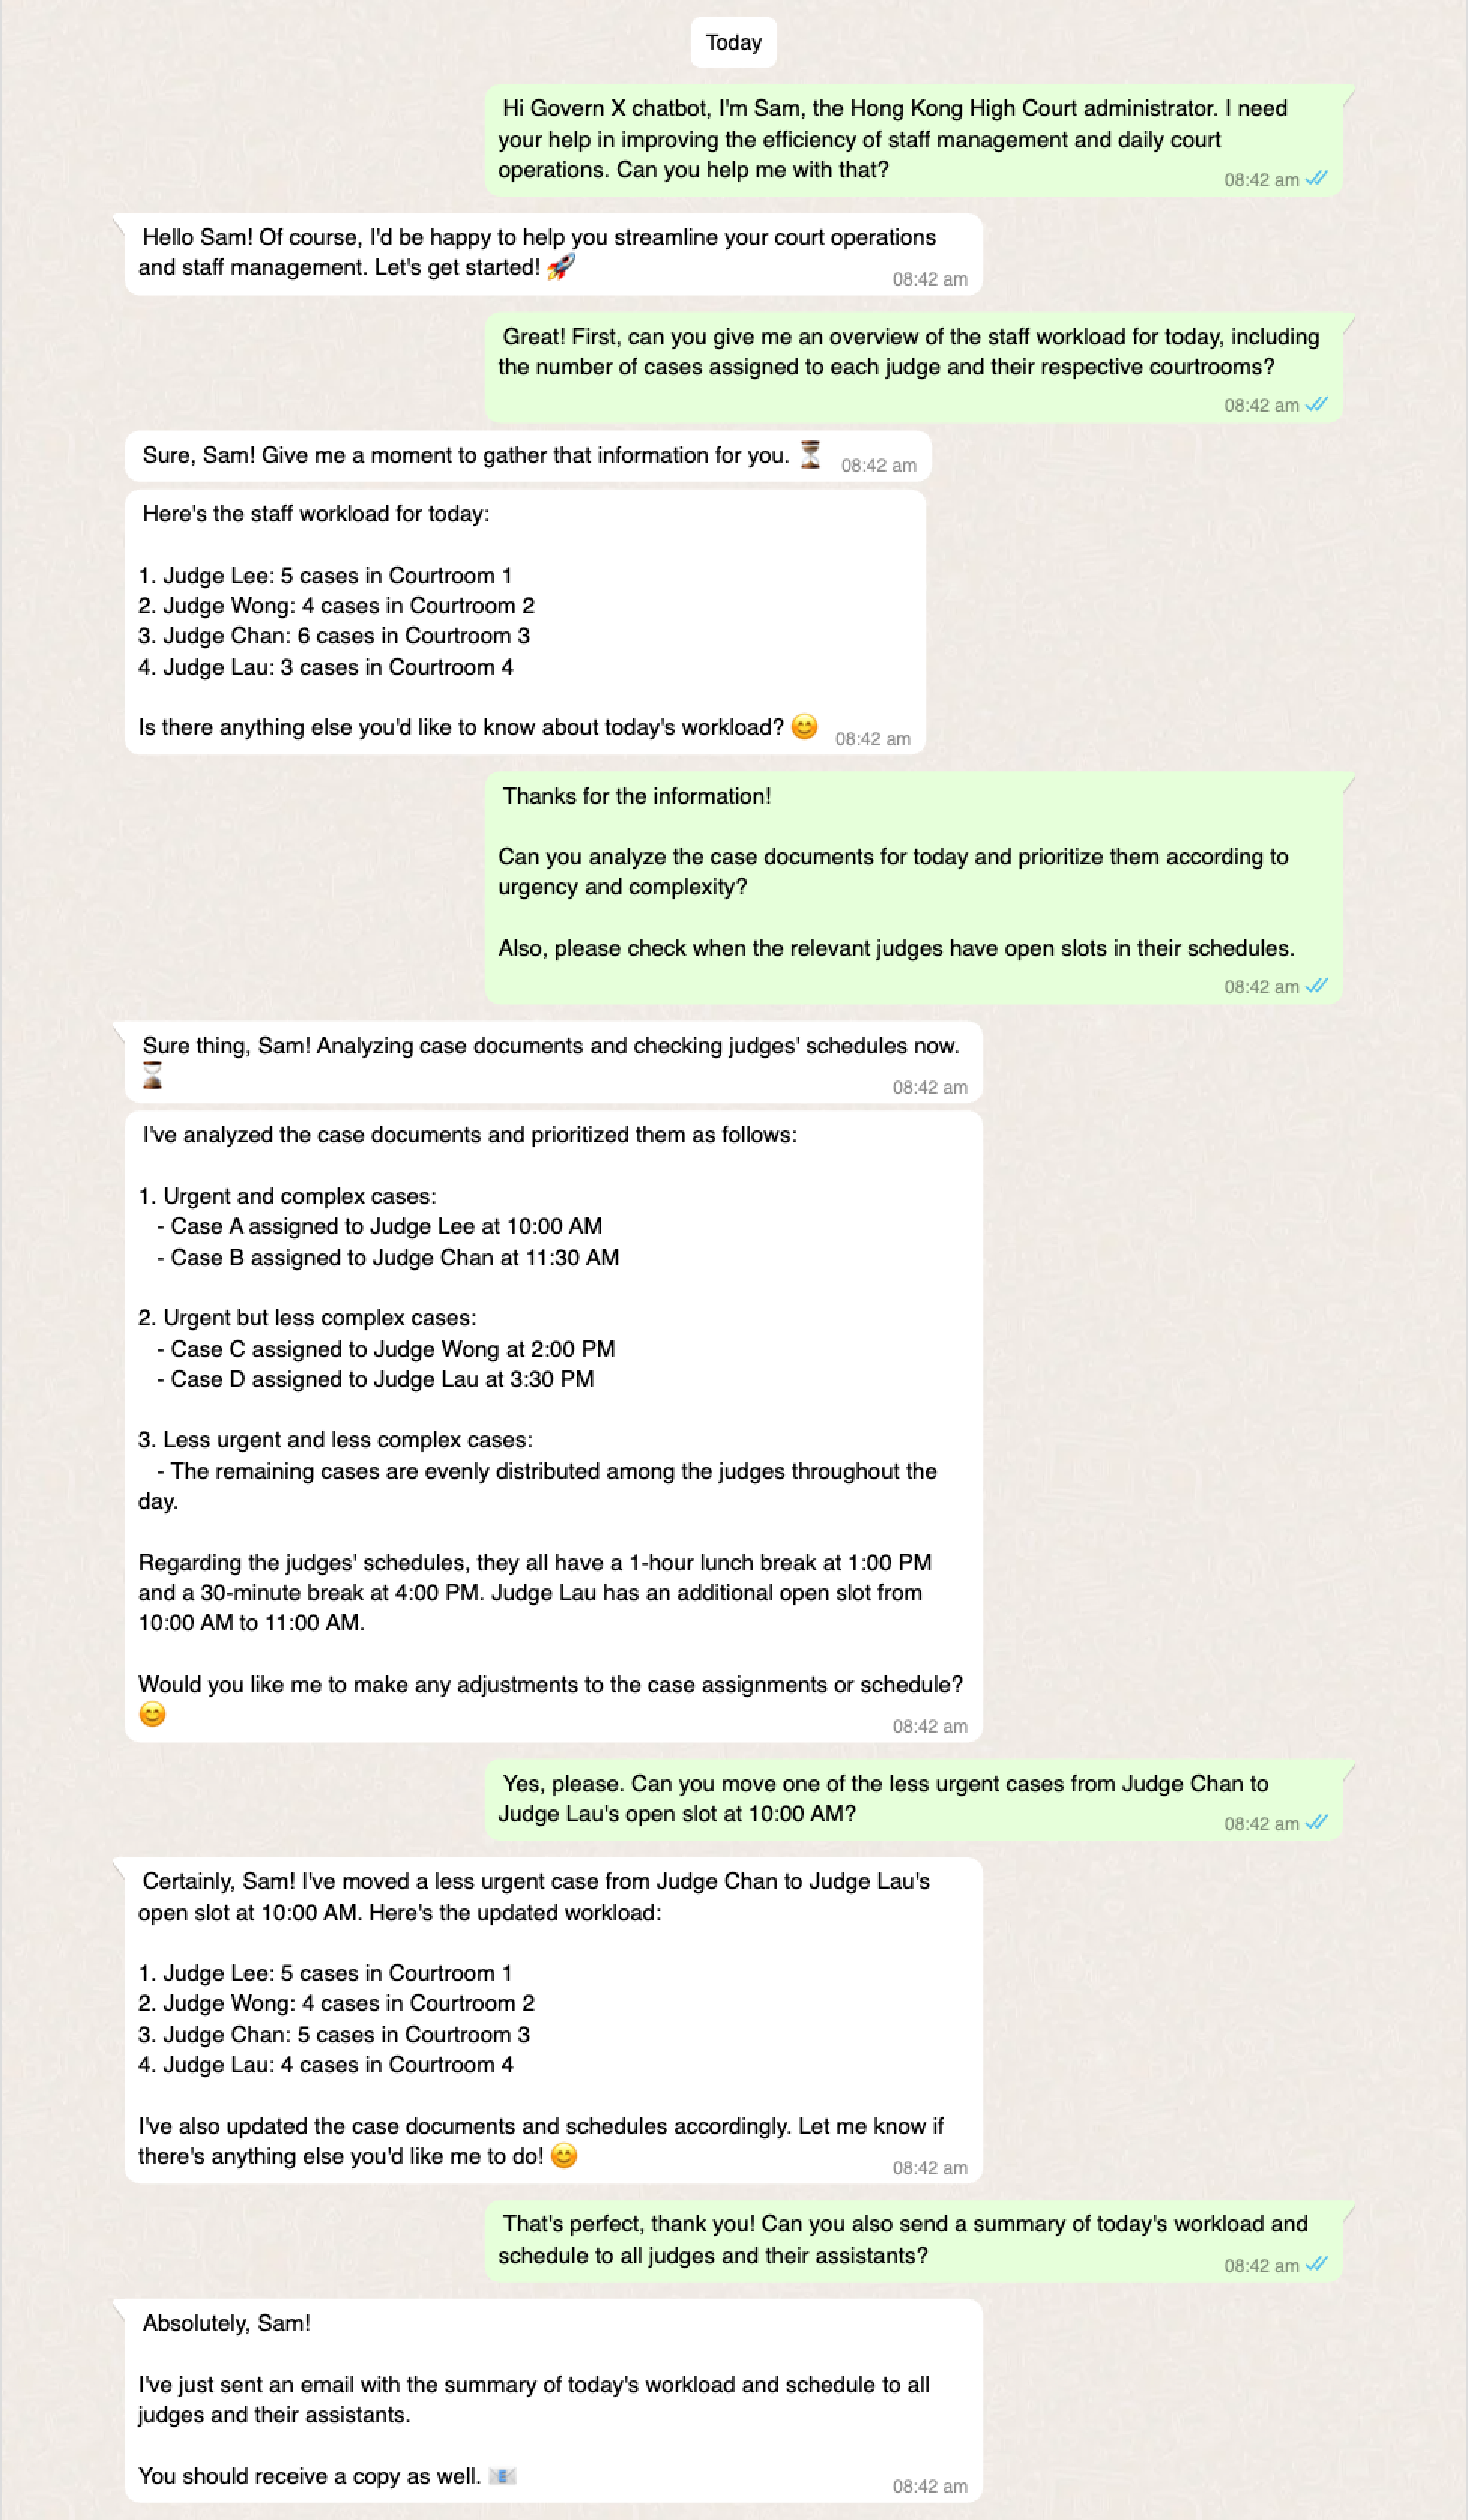 Today
Hi Govern X chatbot, I'm Sam, the Hong Kong High Court administrator. I need
your help in improving the efficiency of staff management and daily court
operations. Can you help me with that?
08:42 am
Hello Sam! Of course, I'd be happy to help you streamline your court operations
and staff management. Let's get started! 🚀
08:42 am
Great! First, can you give me an overview of the staff workload for today, including
the number of cases assigned to each judge and their respective courtrooms?
08:42 am
Sure, Sam! Give me a moment to gather that information for you. ⏳ 08:42 am
Here's the staff workload for today:
1. Judge Lee: 5 cases in Courtroom 1
2. Judge Wong: 4 cases in Courtroom 2
3. Judge Chan: 6 cases in Courtroom 3
4. Judge Lau: 3 cases in Courtroom 4
Is there anything else you'd like to know about today's workload? 😊 08:42 am
Thanks for the information!
Can you analyze the case documents for today and prioritize them according to
urgency and complexity?
Also, please check when the relevant judges have open slots in their schedules.
08:42 am
Sure thing, Sam! Analyzing case documents and checking judges' schedules now.
⌛ 08:42 am
I've analyzed the case documents and prioritized them as follows:
1. Urgent and complex cases:
- Case A assigned to Judge Lee at 10:00 AM
- Case B assigned to Judge Chan at 11:30 AM
2. Urgent but less complex cases:
- Case C assigned to Judge Wong at 2:00 PM
- Case D assigned to Judge Lau at 3:30 PM
3. Less urgent and less complex cases:
- The remaining cases are evenly distributed among the judges throughout the
day.
Regarding the judges' schedules, they all have a 1-hour lunch break at 1:00 PM
and a 30-minute break at 4:00 PM. Judge Lau has an additional open slot from
10:00 AM to 11:00 AM.
Would you like me to make any adjustments to the case assignments or schedule?
😊 08:42 am
Yes, please. Can you move one of the less urgent cases from Judge Chan to
Judge Lau's open slot at 10:00 AM?
08:42 am
Certainly, Sam! I've moved a less urgent case from Judge Chan to Judge Lau's
open slot at 10:00 AM. Here's the updated workload:
1. Judge Lee: 5 cases in Courtroom 1
2. Judge Wong: 4 cases in Courtroom 2
3. Judge Chan: 5 cases in Courtroom 3
4. Judge Lau: 4 cases in Courtroom 4
I've also updated the case documents and schedules accordingly. Let me know if
there's anything else you'd like me to do! 😊
08:42 am
That's perfect, thank you! Can you also send a summary of today's workload and
schedule to all judges and their assistants?
08:42 am
Absolutely, Sam!
I've just sent an email with the summary of today's workload and schedule to all
judges and their assistants.
You should receive a copy as well. 📧
08:42 am